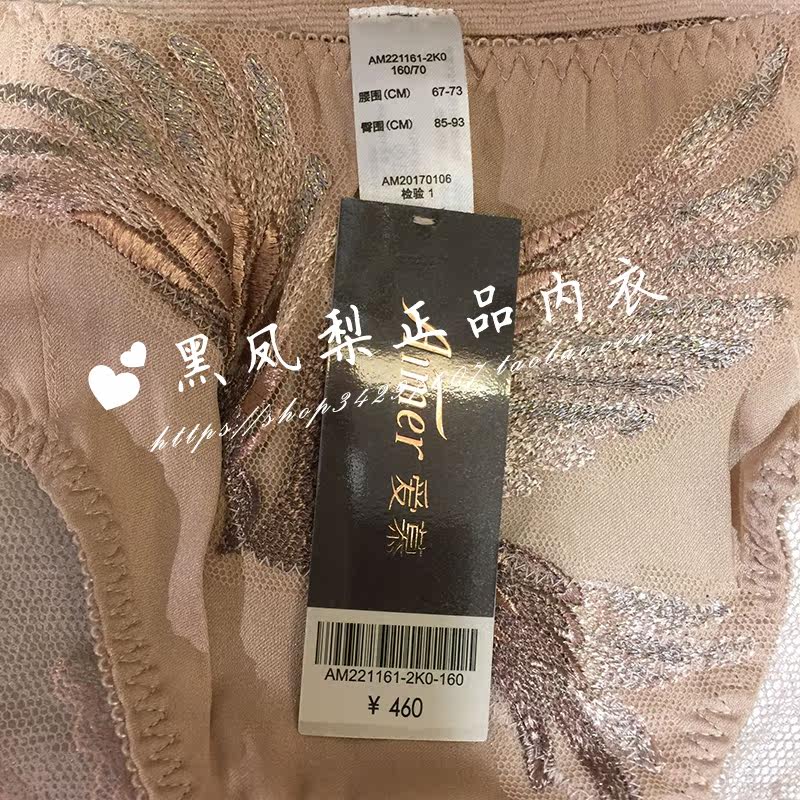 AM221161-2K0
160/70
腰围(CM) 67-73
臀围(CM) 85-93
AM20170106
检验 1
Aimer 爱慕
黑凤梨正品内衣
AM221161-2K0-160
¥ 460